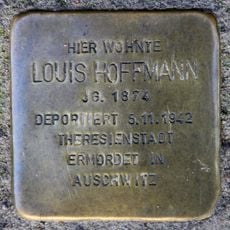 HIER WOHNTE
LOUIS HOFFMANN
JG. 1874
DEPORTIERT 5.11.1942
THERESIENSTADT
ERMORDET IN
AUSCHWITZ